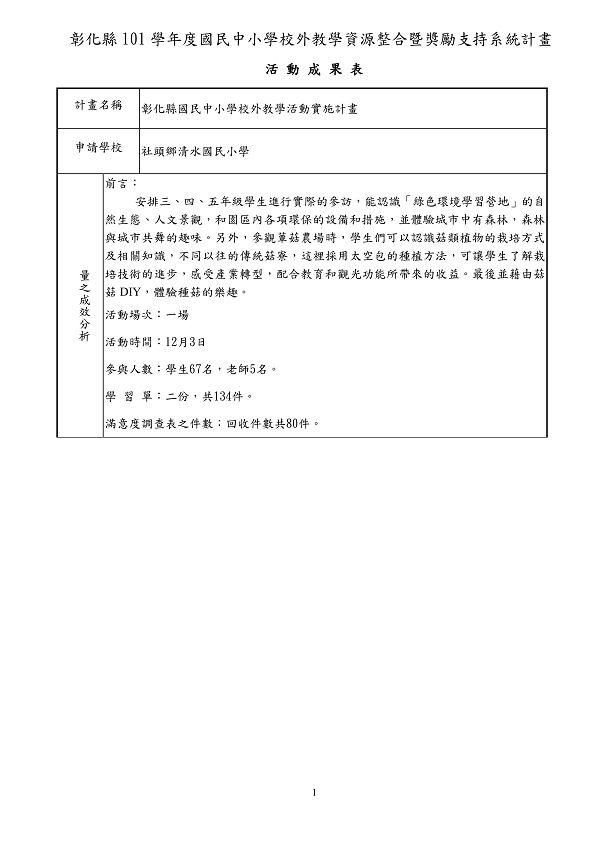 彰化縣 101 學年度國民中小學校外教學資源整合暨獎勵支持系統計畫
活 動 成 果 表
計畫名稱
彰化縣國民中小學校外教學活動實施計畫
申請學校
社頭鄉清水國民小學
量之成效分析
前言：
安排三、四、五年級學生進行實際的參訪，能認識「綠色環境學習營地」的自
然生態、人文景觀，和園區內各項環保的設備和措施，並體驗城市中有森林，森林
與城市共舞的趣味。另外，參觀蕈菇農場時，學生們可以認識菇類植物的栽培方式
及相關知識，不同以往的傳統菇寮，這裡採用太空包的種植方法，可讓學生了解栽
培技術的進步，感受產業轉型，配合教育和觀光功能所帶來的收益。最後並藉由菇
菇 DIY，體驗種菇的樂趣。
活動場次：一場
活動時間：12月3日
參與人數：學生67名，老師5名。
學 習 單：二份，共134件。
滿意度調查表之件數：回收件數共80件。
1